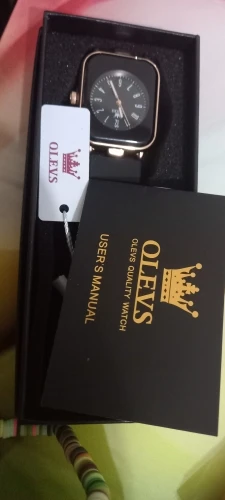 OLEVS
OLEVS
OLEVS QUALITY WATCH
USER'S MANUAL